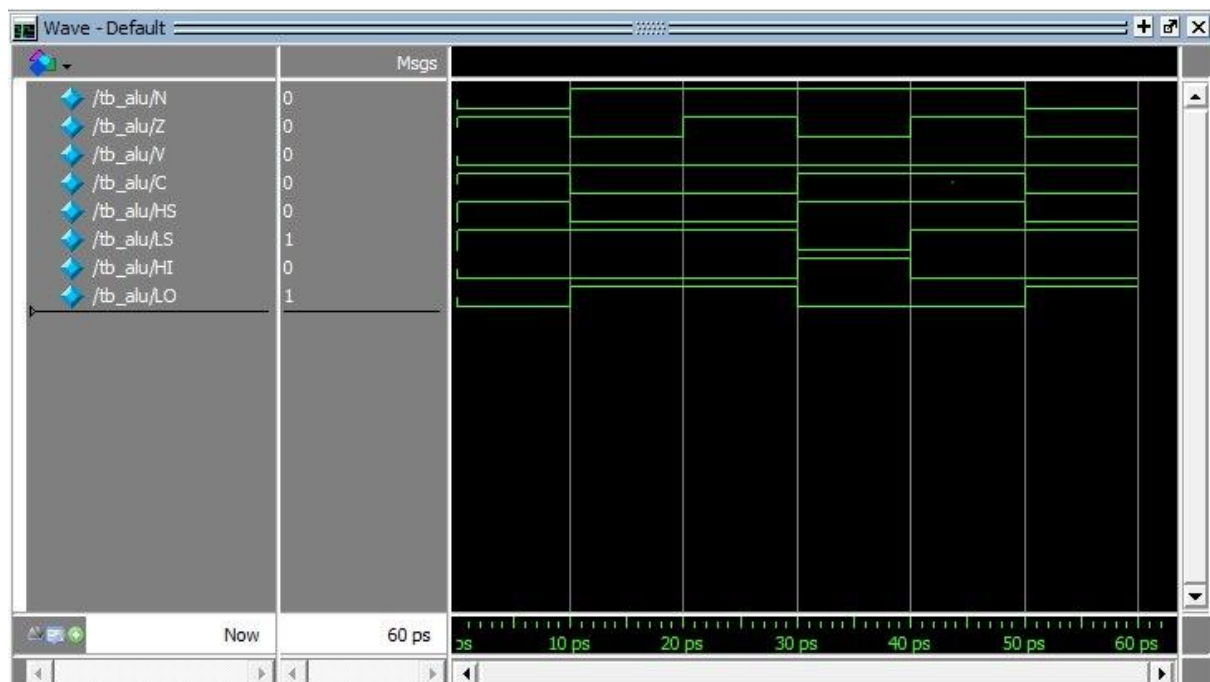 Wave - Default
Msgs
/tb_alu/N 0
/tb_alu/Z 0
/tb_alu/V 0
/tb_alu/C 0
/tb_alu/HS 0
/tb_alu/LS 1
/tb_alu/HI 0
/tb_alu/LO 1
Now 60 ps ps 10 ps 20 ps 30 ps 40 ps 50 ps 60 ps